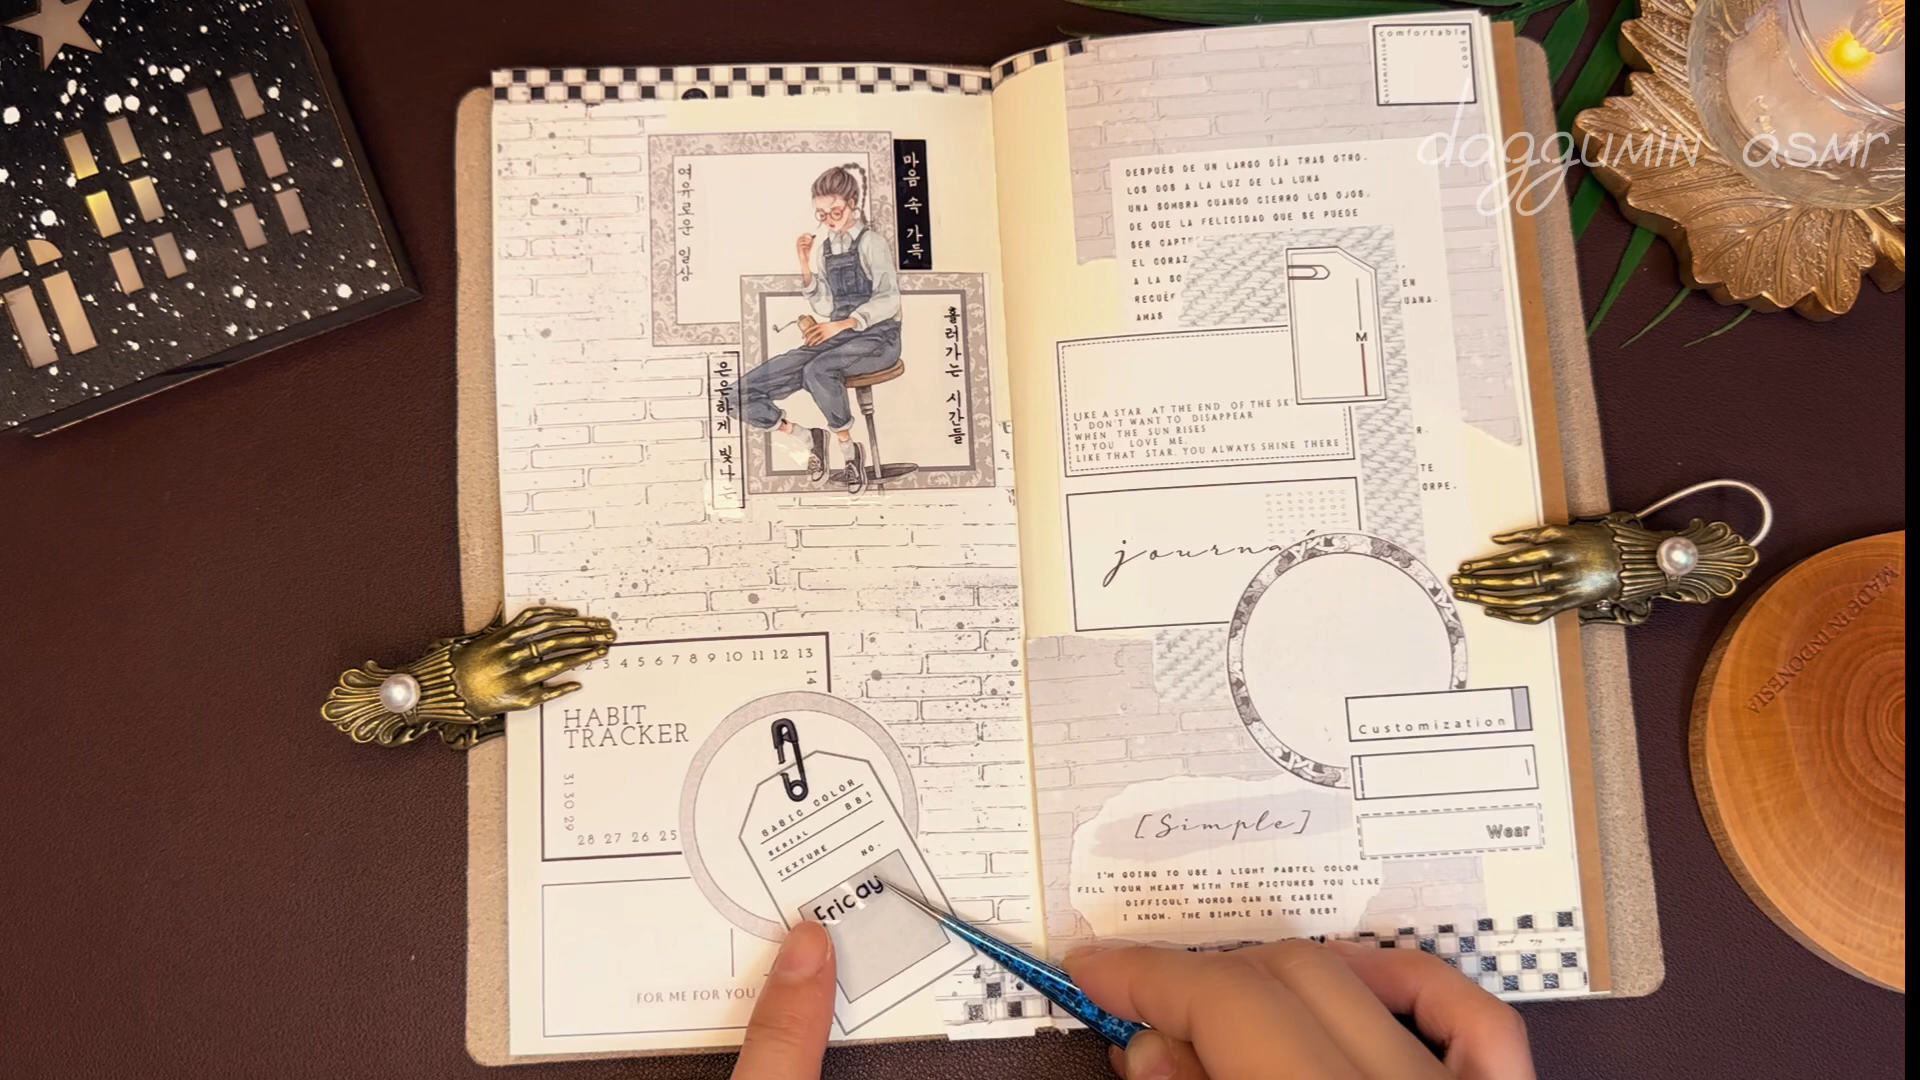 여유로운 일상
마음 속 가득
흘러가는 시간들
은은하게 빛나는
2 3 4 5 6 7 8 9 10 11 12 13
14
HABIT
TRACKER
31 30 29
28 27 26 25
FOR ME FOR YOU
BASIC COLOR
SERIAL 881
TEXTURE
NO.
Friday
comfortable
cool
Customization
daggumin asmr
DESPUÉS DE UN LARGO DÍA TRAS OTRO.
LOS DOS A LA LUZ DE LA LUNA
UNA SOMBRA CUANDO CIERRO LOS OJOS.
DE QUE LA FELICIDAD QUE SE PUEDE
SER CAPT
EL CORAZ
A LA SO
EN
RECUÉR
UANA.
AMAS
M
R.
TE
ORPE.
LIKE A STAR AT THE END OF THE SK
I DON'T WANT TO DISAPPEAR
WHEN THE SUN RISES
IF YOU LOVE ME,
LIKE THAT STAR. YOU ALWAYS SHINE THERE
journal
Customization
Wear
[Simple]
I'M GOING TO USE A LIGHT PASTEL COLOR
FILL YOUR HEART WITH THE PICTURES YOU LIKE
DIFFICULT WORDS CAN BE EASIER
I KNOW. THE SIMPLE IS THE BEST
MADE IN INDONESIA